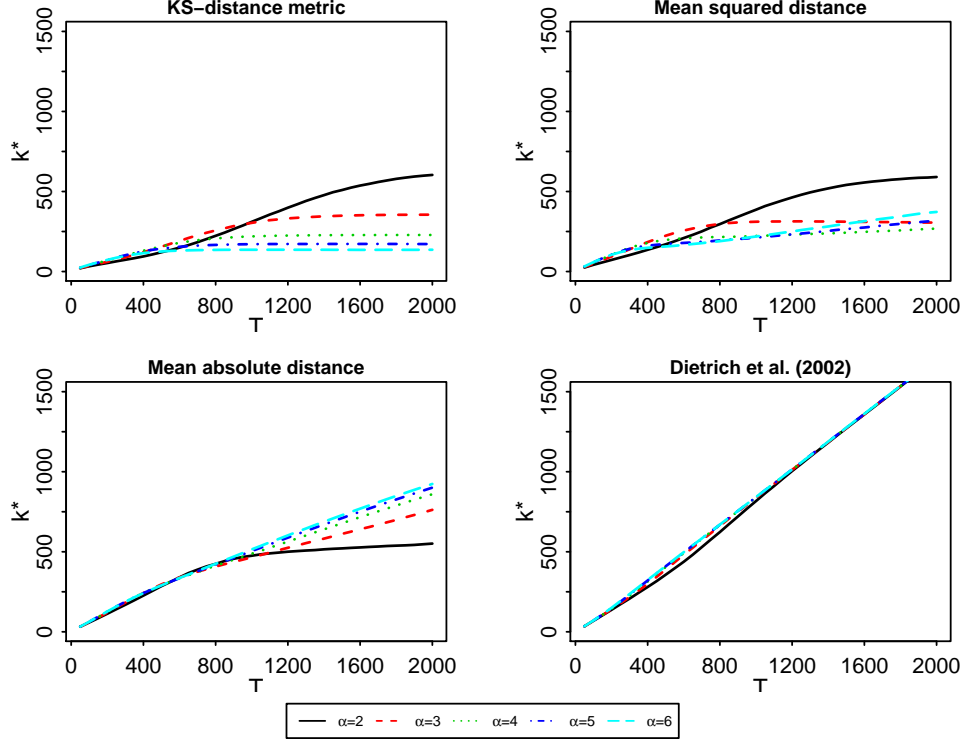 KS−distance metric
Mean squared distance
k*
0 500 1000 1500
k*
0 500 1000 1500
0 400 800 1200 1600 2000
0 400 800 1200 1600 2000
T
T
Mean absolute distance
Dietrich et al. (2002)
k*
0 500 1000 1500
k*
0 500 1000 1500
0 400 800 1200 1600 2000
0 400 800 1200 1600 2000
T
T
α=2 α=3 α=4 α=5 α=6